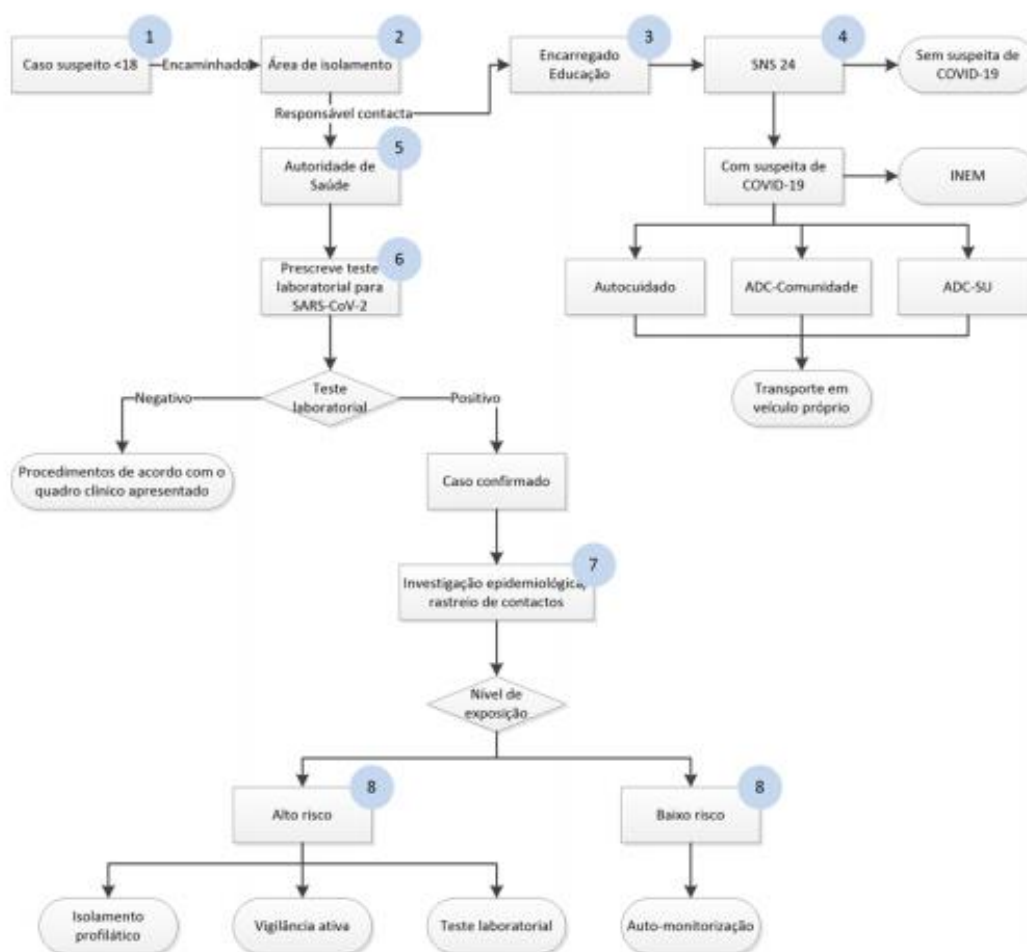 1
Caso suspeito <18
Encaminhado
2
Área de isolamento
3
Encarregado
Educação
4
SNS 24
Sem suspeita de
COVID-19
Responsável contacta
5
Autoridade de
Saúde
Com suspeita de
COVID-19
INEM
6
Prescreve teste
laboratorial para
SARS-CoV-2
Autocuidado
ADC-Comunidade
ADC-SU
Teste
laboratorial
Negativo
Positivo
Transporte em
veículo próprio
Procedimentos de acordo com o
quadro clínico apresentado
Caso confirmado
7
Investigação epidemiológica,
rastreio de contactos
Nível de
exposição
8
Alto risco
8
Baixo risco
Isolamento
profilático
Vigilância ativa
Teste laboratorial
Auto-monitorização